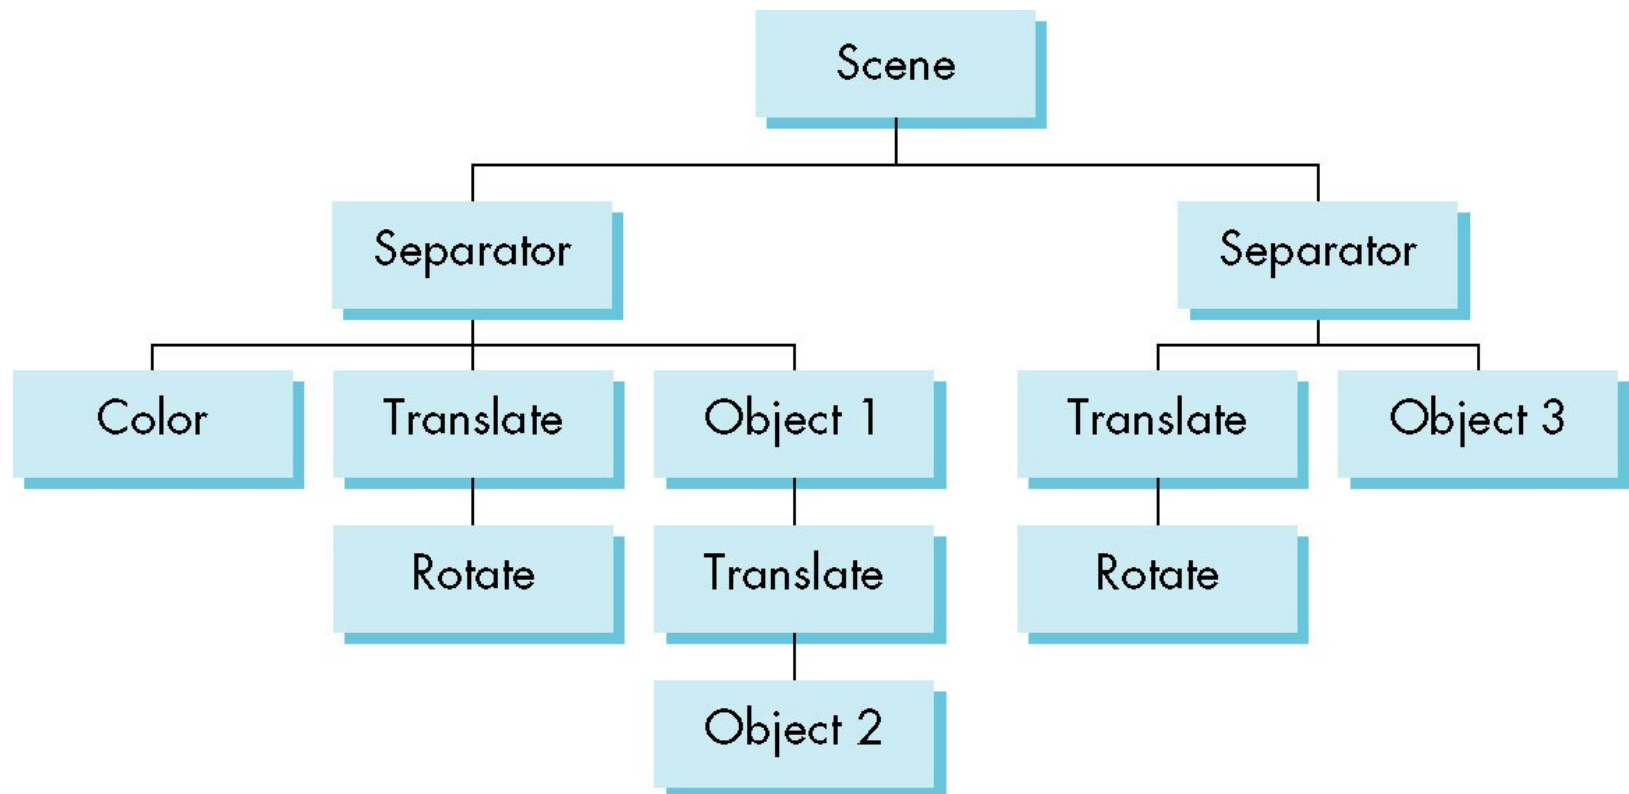 Scene
Separator
Separator
Color
Translate
Object 1
Translate
Object 3
Rotate
Translate
Rotate
Object 2